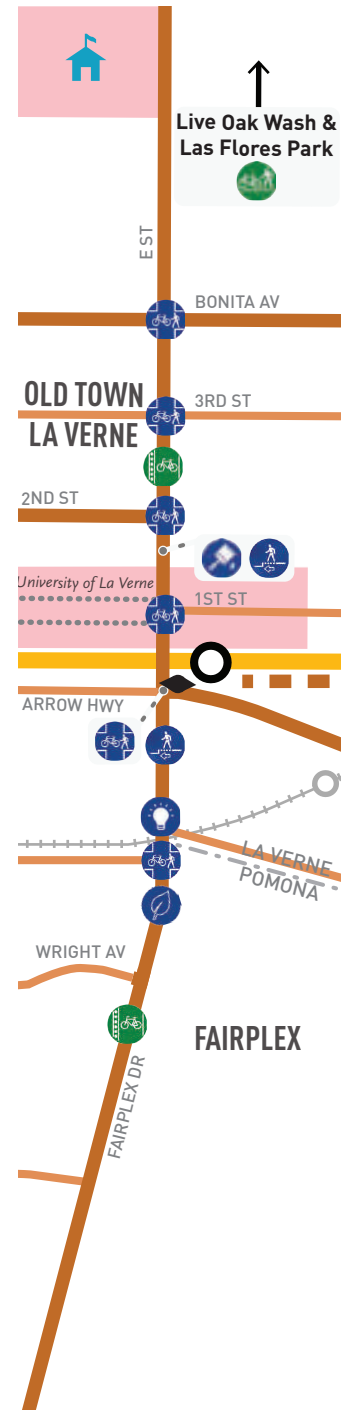 Live Oak Wash &
Las Flores Park
E ST
BONITA AV
OLD TOWN
LA VERNE
3RD ST
2ND ST
University of La Verne
1ST ST
ARROW HWY
LA VERNE
POMONA
WRIGHT AV
FAIRPLEX
FAIRPLEX DR